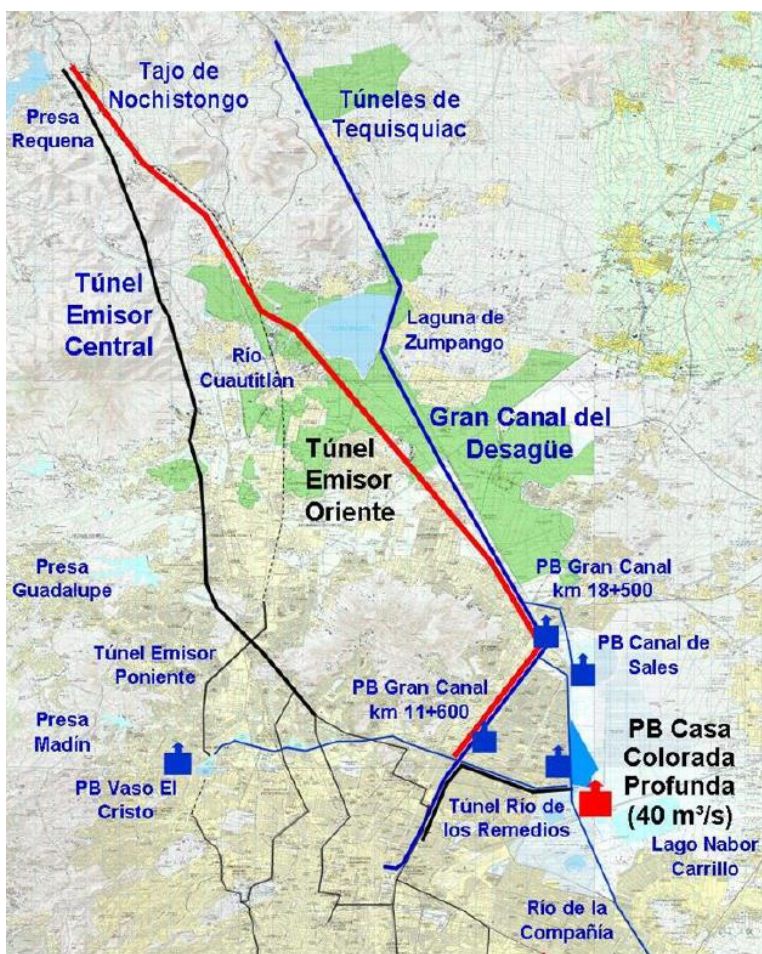 Tajo de
Nochistongo
Túneles de
Tequisquiac
Presa
Requena
Túnel
Emisor
Central
Laguna de
Zumpango
Río
Cuautitlán
Gran Canal del
Desagüe
Túnel
Emisor
Oriente
PB Gran Canal
km 18+500
Presa
Guadalupe
Túnel Emisor
Poniente
PB Canal de
Sales
PB Gran Canal
km 11+600
Presa
Madín
PB Vaso El
Cristo
PB Casa
Colorada
Profunda
(40 m³/s)
Túnel Río de
los Remedios
Lago Nabor
Carrillo
Río de la
Compañía